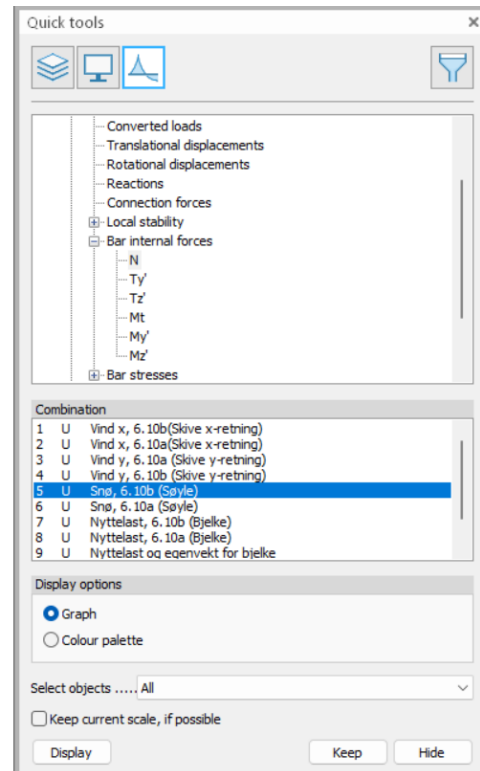 Quick tools
Converted loads
Translational displacements
Rotational displacements
Reactions
Connection forces
Local stability
Bar internal forces
N
Ty'
Tz'
Mt
My'
Mz'
Bar stresses
Combination
1 U Vind x, 6.10b(Skive x-retning)
2 U Vind x, 6.10a(Skive x-retning)
3 U Vind y, 6.10a (Skive y-retning)
4 U Vind y, 6.10b (Skive y-retning)
5 U Snø, 6.10b (Søyle)
6 U Snø, 6.10a (Søyle)
7 U Nyttelast, 6.10b (Bjelke)
8 U Nyttelast, 6.10a (Bjelke)
9 U Nyttelast og egenvekt for bjelke
Display options
Graph
Colour palette
Select objects ..... All
Keep current scale, if possible
Display Keep Hide